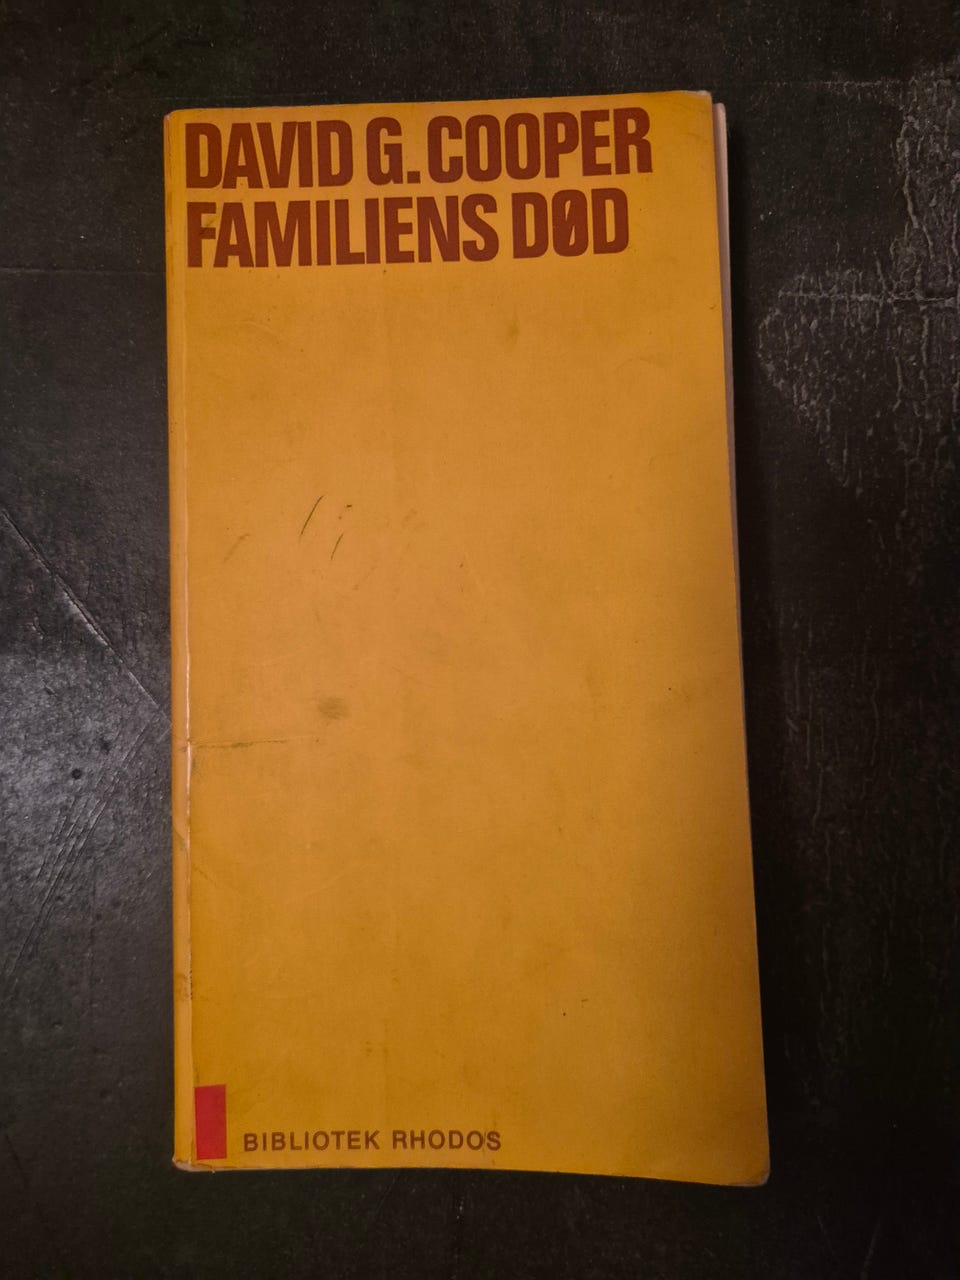 DAVID G. COOPER
FAMILIENS DØD
BIBLIOTEK RHODOS